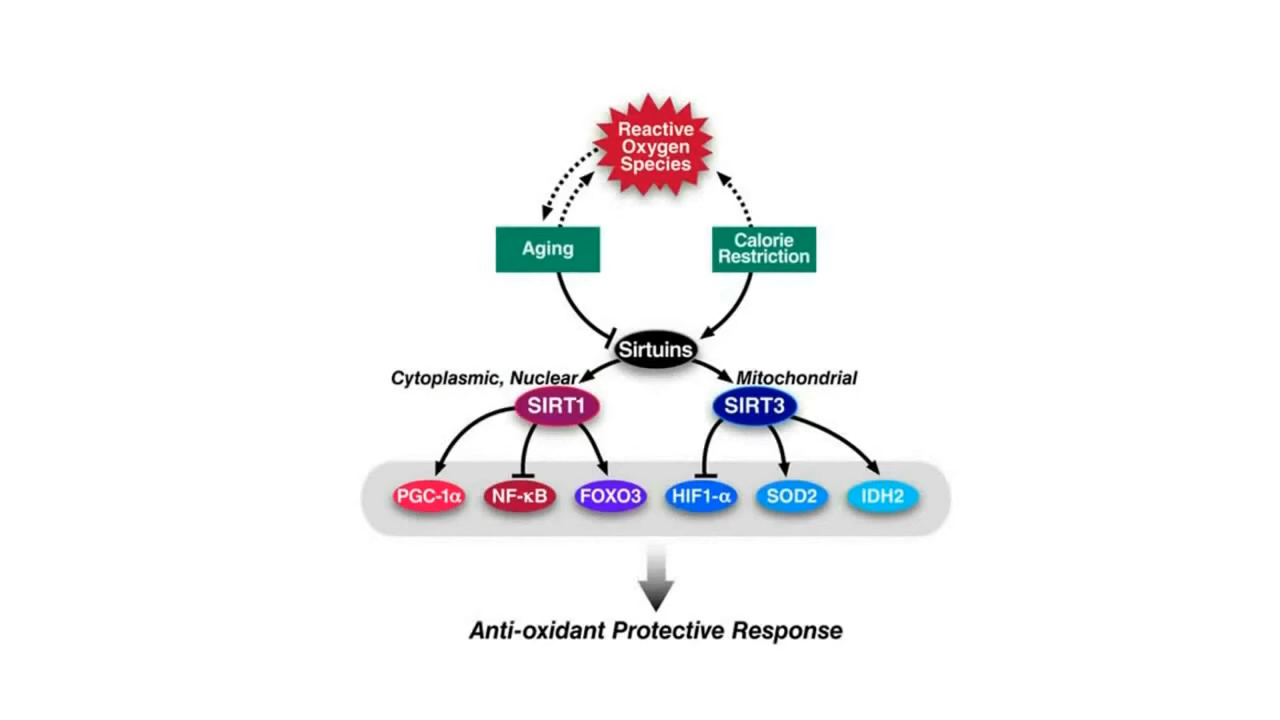 Reactive
Oxygen
Species
Aging
Calorie
Restriction
Sirtuins
Cytoplasmic, Nuclear
Mitochondrial
SIRT1
SIRT3
PGC-1α
NF-κB
FOXO3
HIF1-α
SOD2
IDH2
Anti-oxidant Protective Response